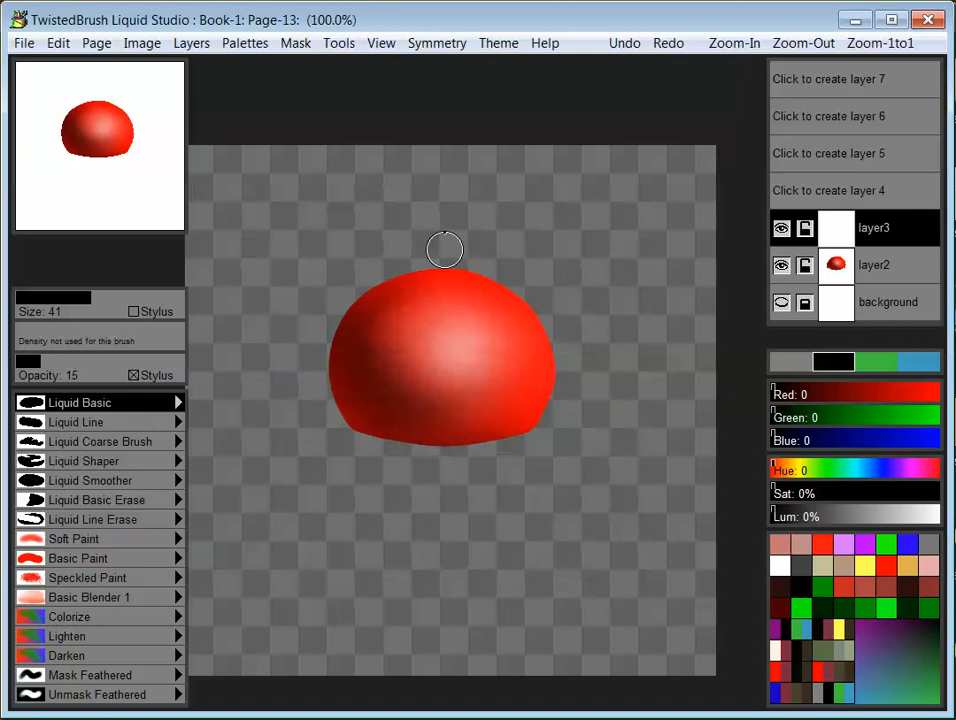 TwistedBrush Liquid Studio : Book-1: Page-13: (100.0%)
File Edit Page Image Layers Palettes Mask Tools View Symmetry Theme Help Undo Redo Zoom-In Zoom-Out Zoom-1to1
Click to create layer 7
Click to create layer 6
Click to create layer 5
Click to create layer 4
layer3
layer2
background
Size: 41 Stylus
Density not used for this brush
Opacity: 15 Stylus
Liquid Basic
Liquid Line
Liquid Coarse Brush
Liquid Shaper
Liquid Smoother
Liquid Basic Erase
Liquid Line Erase
Soft Paint
Basic Paint
Speckled Paint
Basic Blender 1
Colorize
Lighten
Darken
Mask Feathered
Unmask Feathered
Red: 0
Green: 0
Blue: 0
Hue: 0
Sat: 0%
Lum: 0%